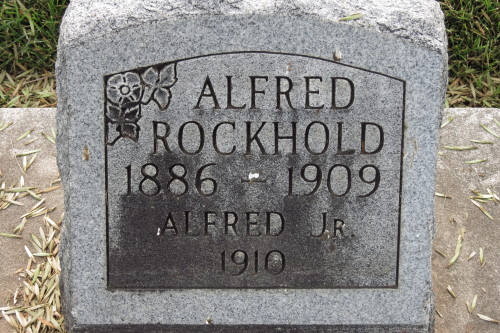 ALFRED
ROCKHOLD
1886 - 1909
ALFRED JR.
1910